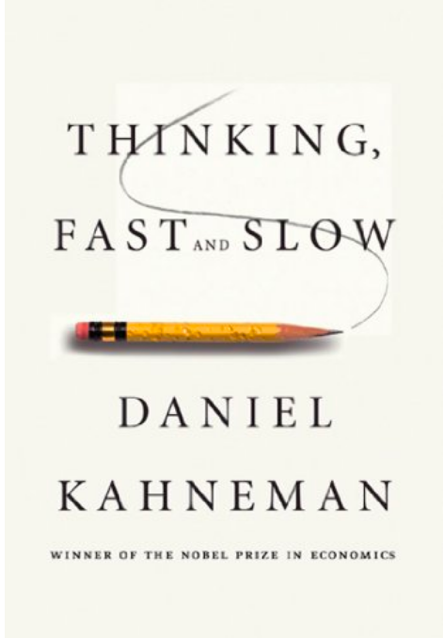 THINKING,
FAST AND SLOW
DANIEL
KAHNEMAN
WINNER OF THE NOBEL PRIZE IN ECONOMICS